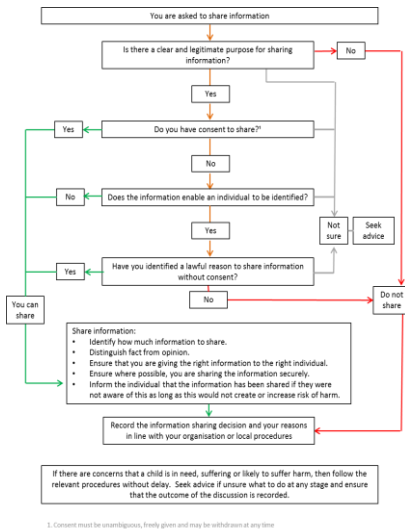 You are asked to share information
Is there a clear and legitimate purpose for sharing
information?
No
Yes
Yes
Do you have consent to share?¹
No
No
Does the information enable an individual to be identified?
Yes
Not
sure
Seek
advice
Yes
Have you identified a lawful reason to share information
without consent?
No
You can
share
Do not
share
Share information:
• Identify how much information to share.
• Distinguish fact from opinion.
• Ensure that you are giving the right information to the right individual.
• Ensure where possible, you are sharing the information securely.
• Inform the individual that the information has been shared if they were
not aware of this as long as this would not create or increase risk of harm.
Record the information sharing decision and your reasons
in line with your organisation or local procedures
If there are concerns that a child is in need, suffering or likely to suffer harm, then follow the
relevant procedures without delay. Seek advice if unsure what to do at any stage and ensure
that the outcome of the discussion is recorded.
1. Consent must be unambiguous, freely given and may be withdrawn at any time